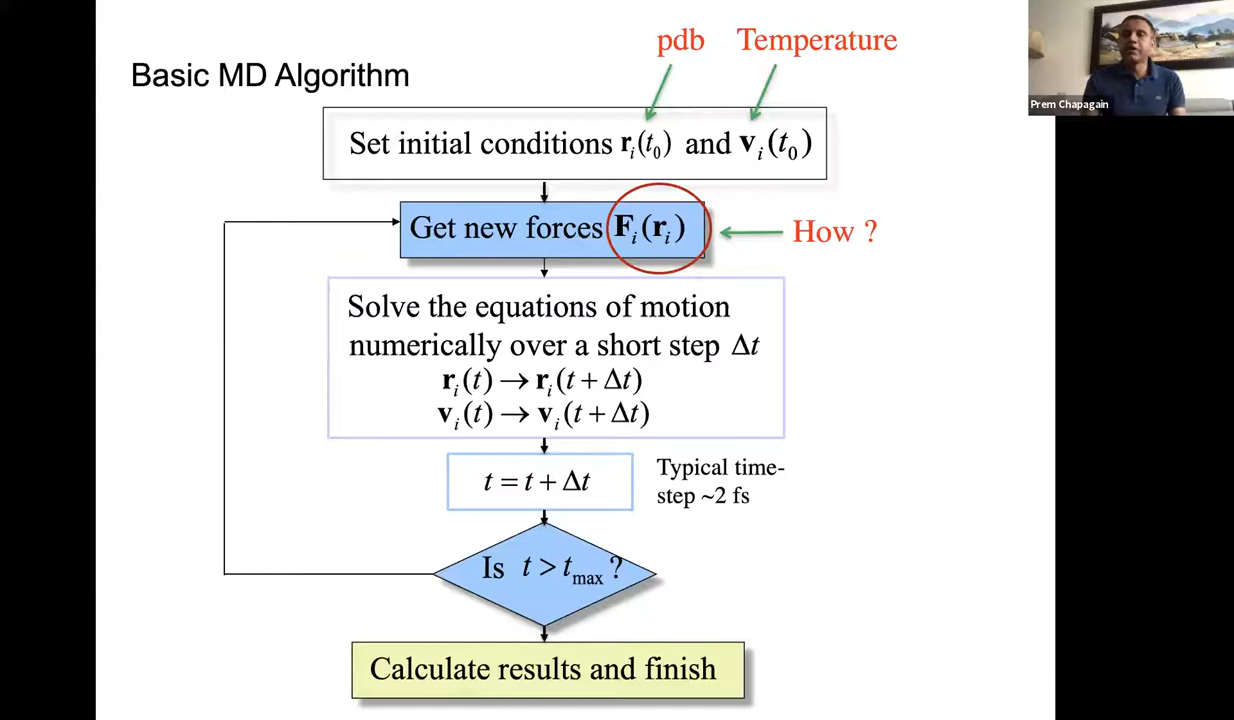 pdb Temperature
Basic MD Algorithm
Prem Chapagain
Set initial conditions r_i(t_0) and v_i(t_0)
Get new forces F_i(r_i)
How ?
Solve the equations of motion
numerically over a short step Δt
r_i(t) → r_i(t + Δt)
v_i(t) → v_i(t + Δt)
t = t + Δt
Typical time-
step ~2 fs
Is t > t_max ?
Calculate results and finish